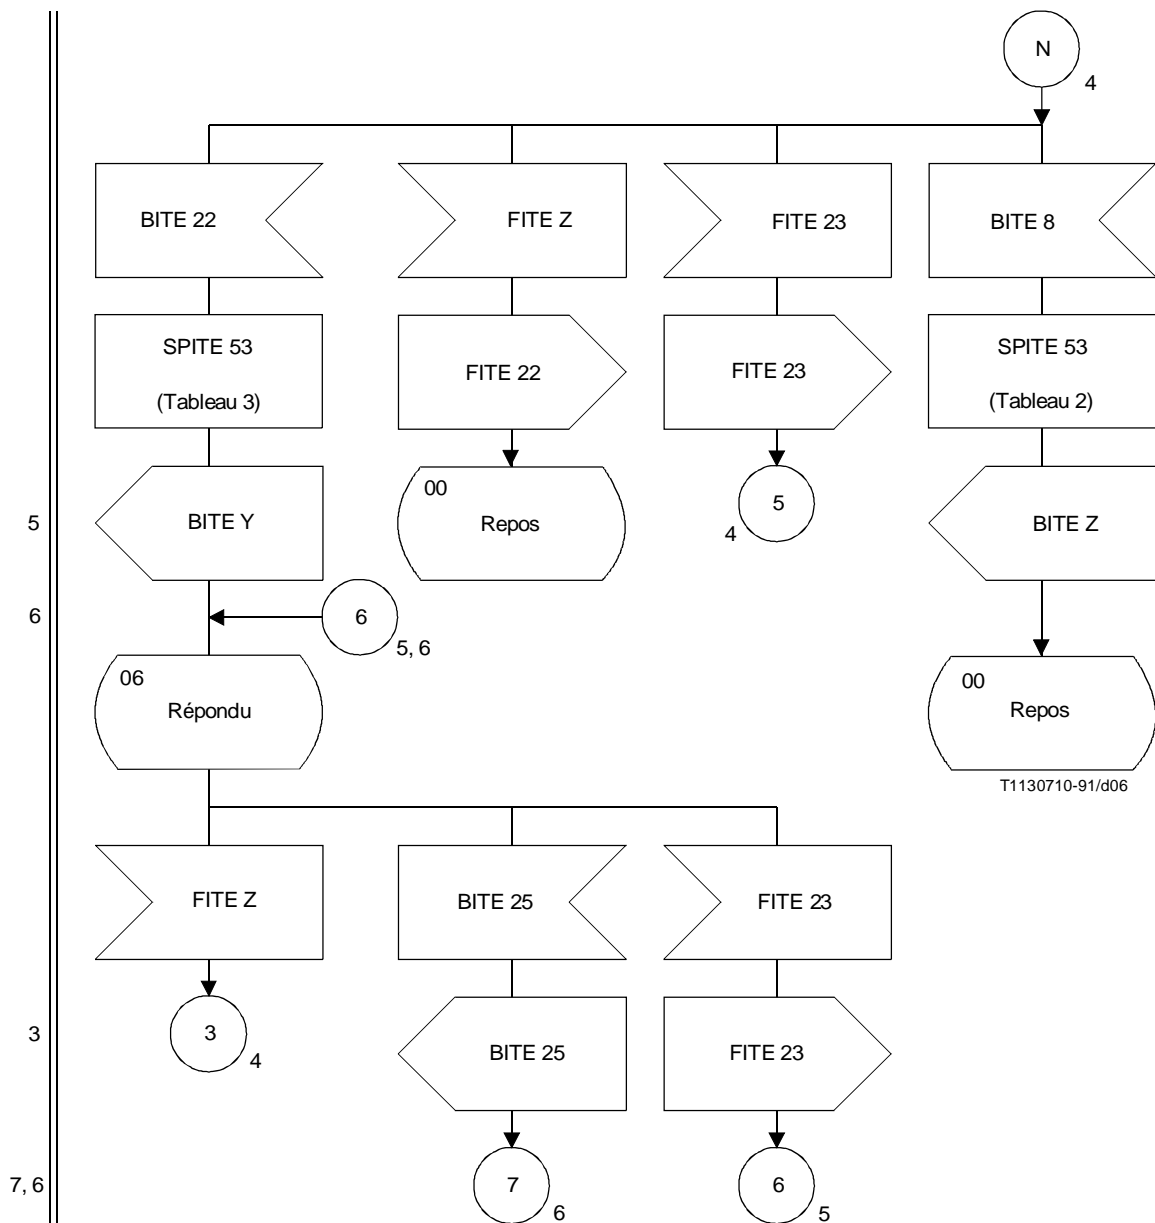 N
4
BITE 22
FITE Z
FITE 23
BITE 8
SPITE 53
(Tableau 3)
FITE 22
FITE 23
SPITE 53
(Tableau 2)
5
BITE Y
00
Repos
5
4
BITE Z
6
6
5, 6
06
Répondu
00
Repos
T1130710-91/d06
FITE Z
BITE 25
FITE 23
3
3
4
BITE 25
FITE 23
7, 6
7
6
6
5